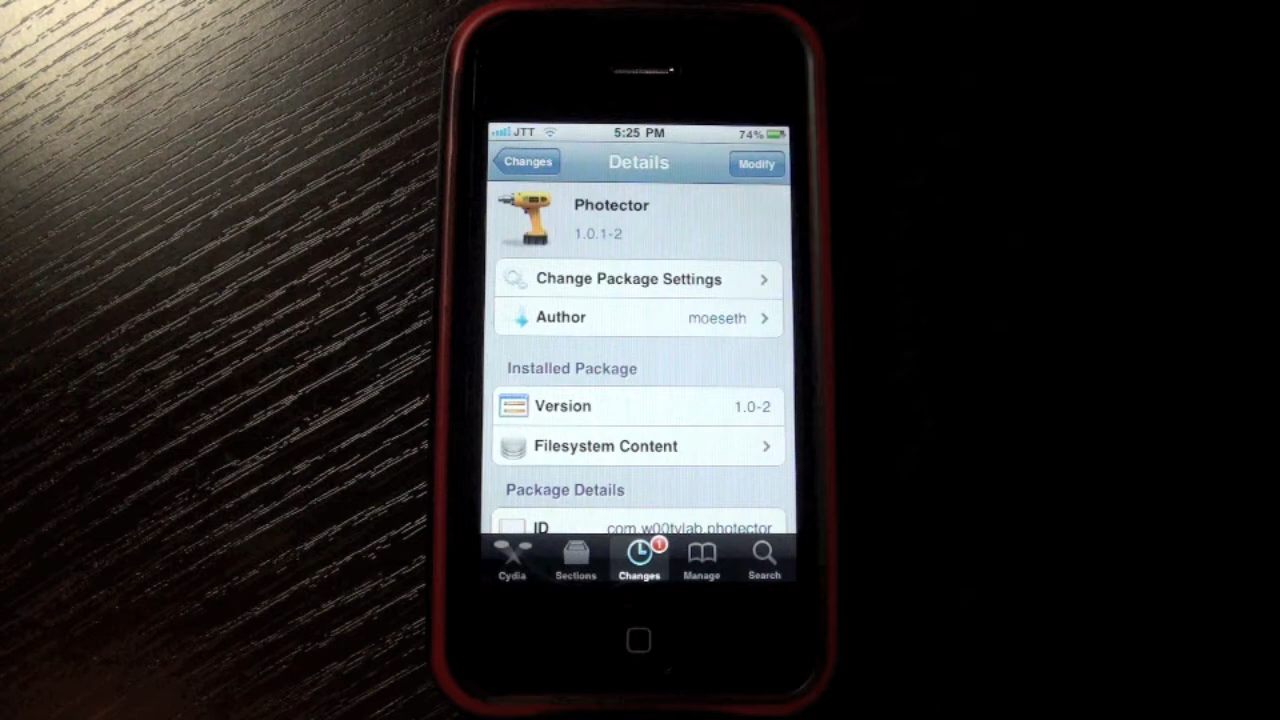 JTT 5:25 PM 74%
Changes Details Modify
Photector
1.0.1-2
Change Package Settings
Author moeseth
Installed Package
Version 1.0-2
Filesystem Content
Package Details
ID com.w00tylab.photector
1
Cydia Sections Changes Manage Search